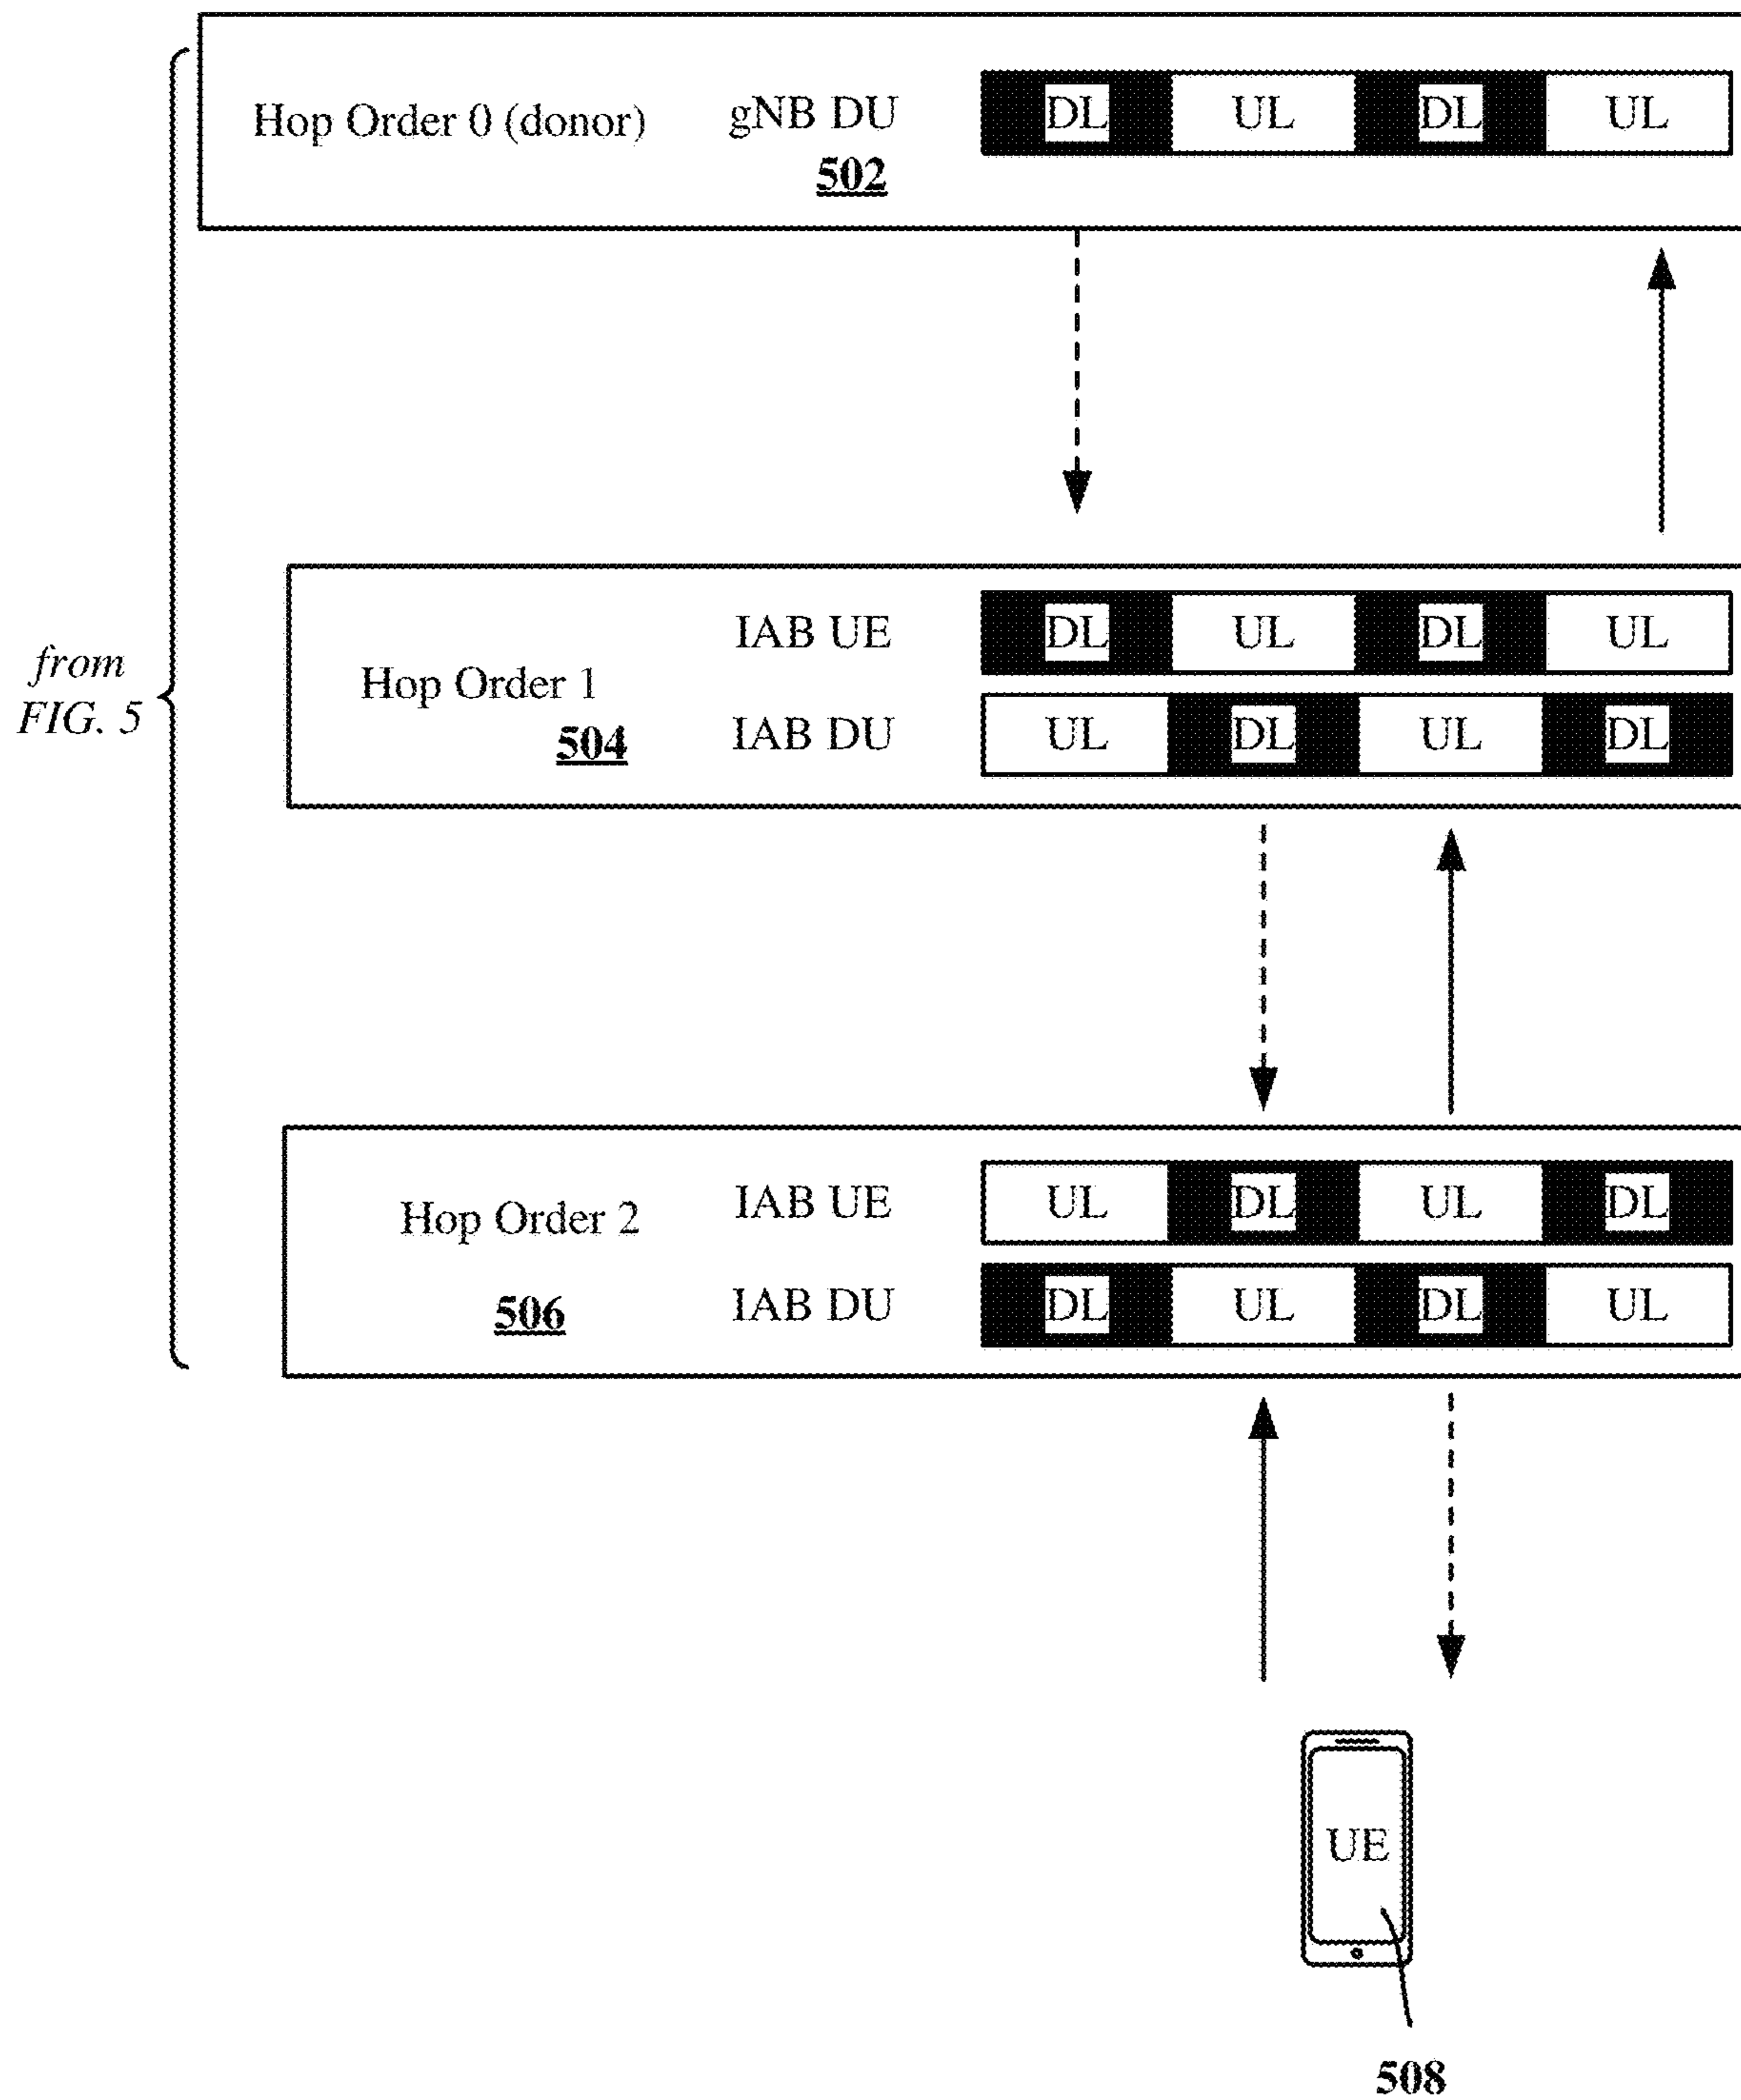 Hop Order 0 (donor) gNB DU DL UL DL UL
502
from
FIG. 5
IAB UE DL UL DL UL
Hop Order 1
504
IAB DU UL DL UL DL
IAB UE UL DL UL DL
Hop Order 2
506
IAB DU DL UL DL UL
UE
508